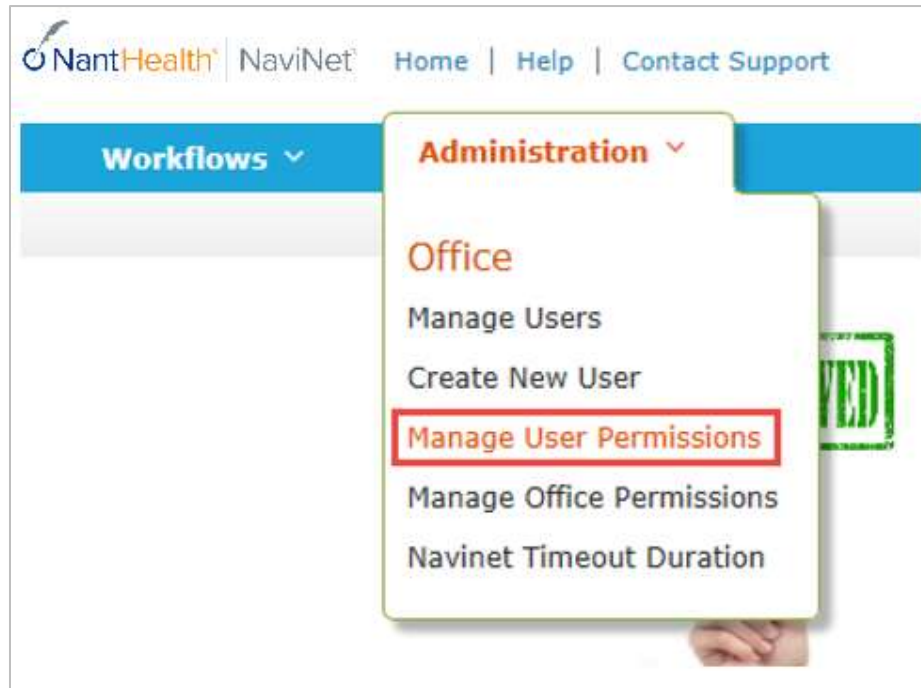 NantHealth® | NaviNet® Home | Help | Contact Support
Workflows Administration
Office
Manage Users
Create New User
Manage User Permissions
Manage Office Permissions
Navinet Timeout Duration